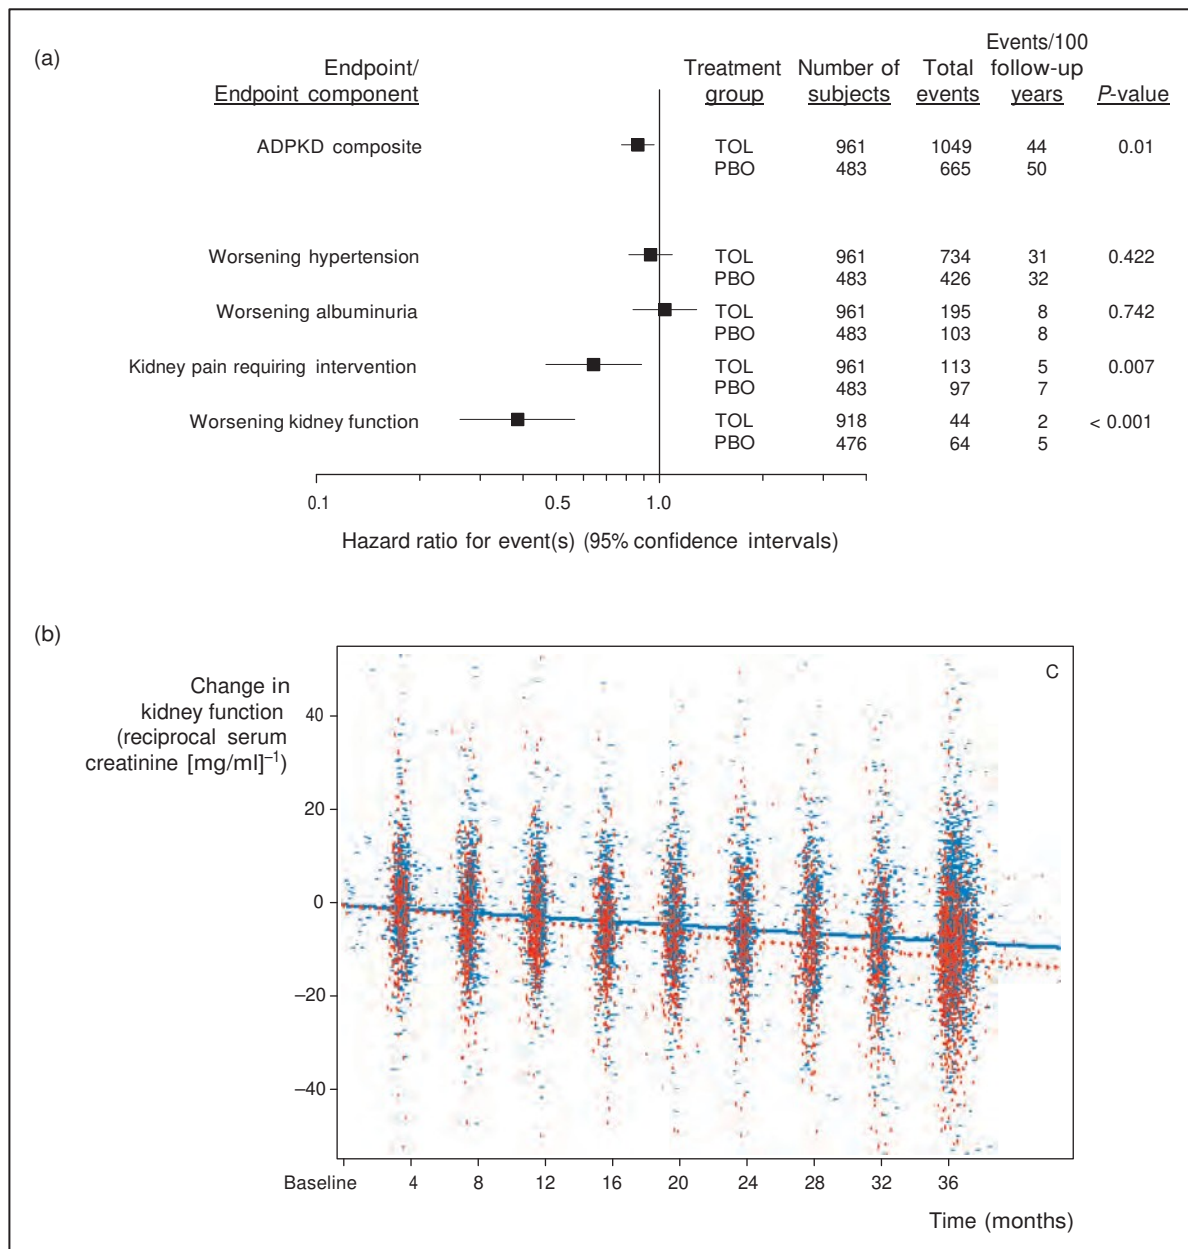 (a)
Endpoint/
Endpoint component
Treatment group
Number of subjects
Total events
Events/100 follow-up years
P-value
ADPKD composite TOL 961 1049 44 0.01
PBO 483 665 50
Worsening hypertension TOL 961 734 31 0.422
PBO 483 426 32
Worsening albuminuria TOL 961 195 8 0.742
PBO 483 103 8
Kidney pain requiring intervention TOL 961 113 5 0.007
PBO 483 97 7
Worsening kidney function TOL 918 44 2 < 0.001
PBO 476 64 5
0.1 0.5 1.0
Hazard ratio for event(s) (95% confidence intervals)
(b)
Change in
kidney function
(reciprocal serum
creatinine [mg/ml]⁻¹)
C
40
20
0
–20
–40
Baseline 4 8 12 16 20 24 28 32 36
Time (months)